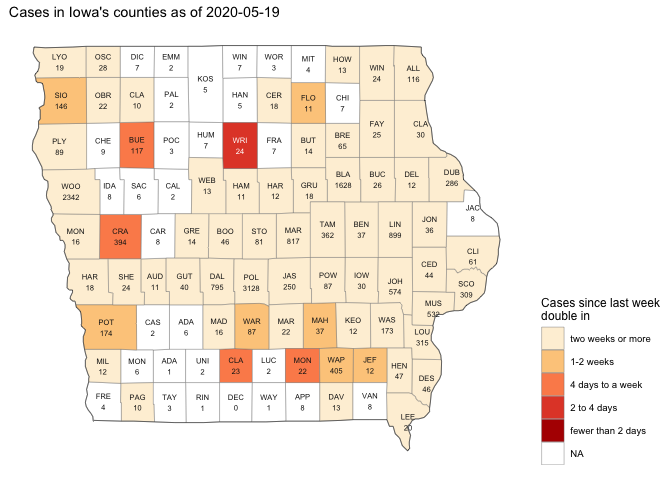 Cases in Iowa's counties as of 2020-05-19
LYO OSC DIC EMM WIN WOR MIT HOW
19 28 7 2 7 3 4 13
WIN ALL
24 116
KOS
5
SIO OBR CLA PAL HAN CER FLO CHI
146 22 10 2 5 18 11 7
FAY CLA
25 30
PLY CHE BUE POC HUM WRI FRA BUT BRE
89 9 117 3 7 24 7 14 65
WOO IDA SAC CAL WEB HAM HAR GRU BLA BUC DEL DUB
2342 8 6 2 13 11 12 18 1628 26 12 286
JAC
8
MON CRA CAR GRE BOO STO MAR TAM BEN LIN JON
16 394 8 14 46 81 817 362 37 899 36
CLI
61
CED
44
HAR SHE AUD GUT DAL POL JAS POW IOW JOH SCO
18 24 11 40 795 3128 250 87 30 574 309
MUS
532
POT CAS ADA MAD WAR MAR MAH KEO WAS
174 2 6 16 87 22 37 12 173
LOU
315
MIL MON ADA UNI CLA LUC MON WAP JEF HEN
12 6 1 2 23 2 22 405 12 47
DES
46
FRE PAG TAY RIN DEC WAY APP DAV VAN
4 10 3 1 0 1 8 13 8
LEE
20
Cases since last week
double in
two weeks or more
1-2 weeks
4 days to a week
2 to 4 days
fewer than 2 days
NA